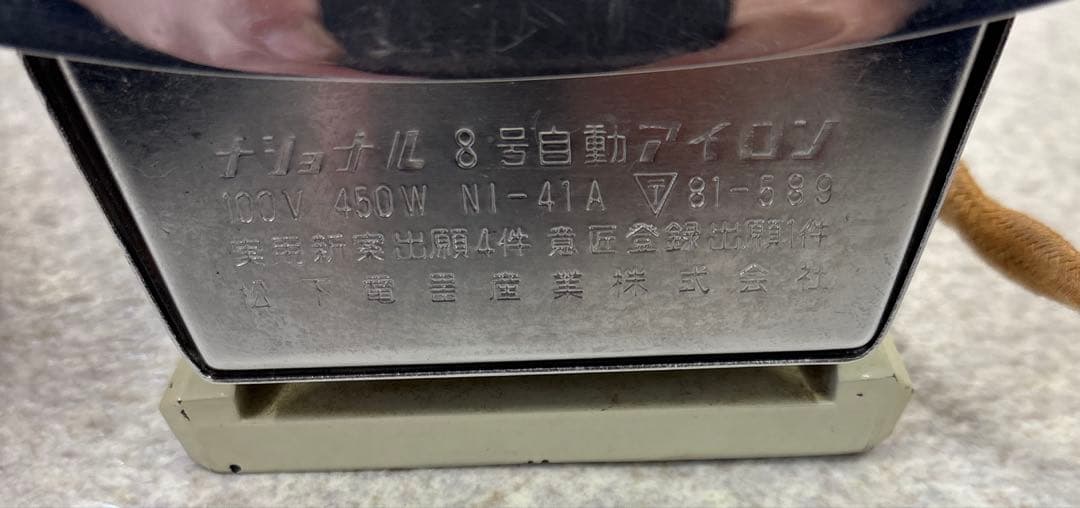 ナショナル 8号自動アイロン
100V 450W NI-41A 〒 81-589
実用新案出願4件 意匠登録出願1件
松下電器産業株式会社